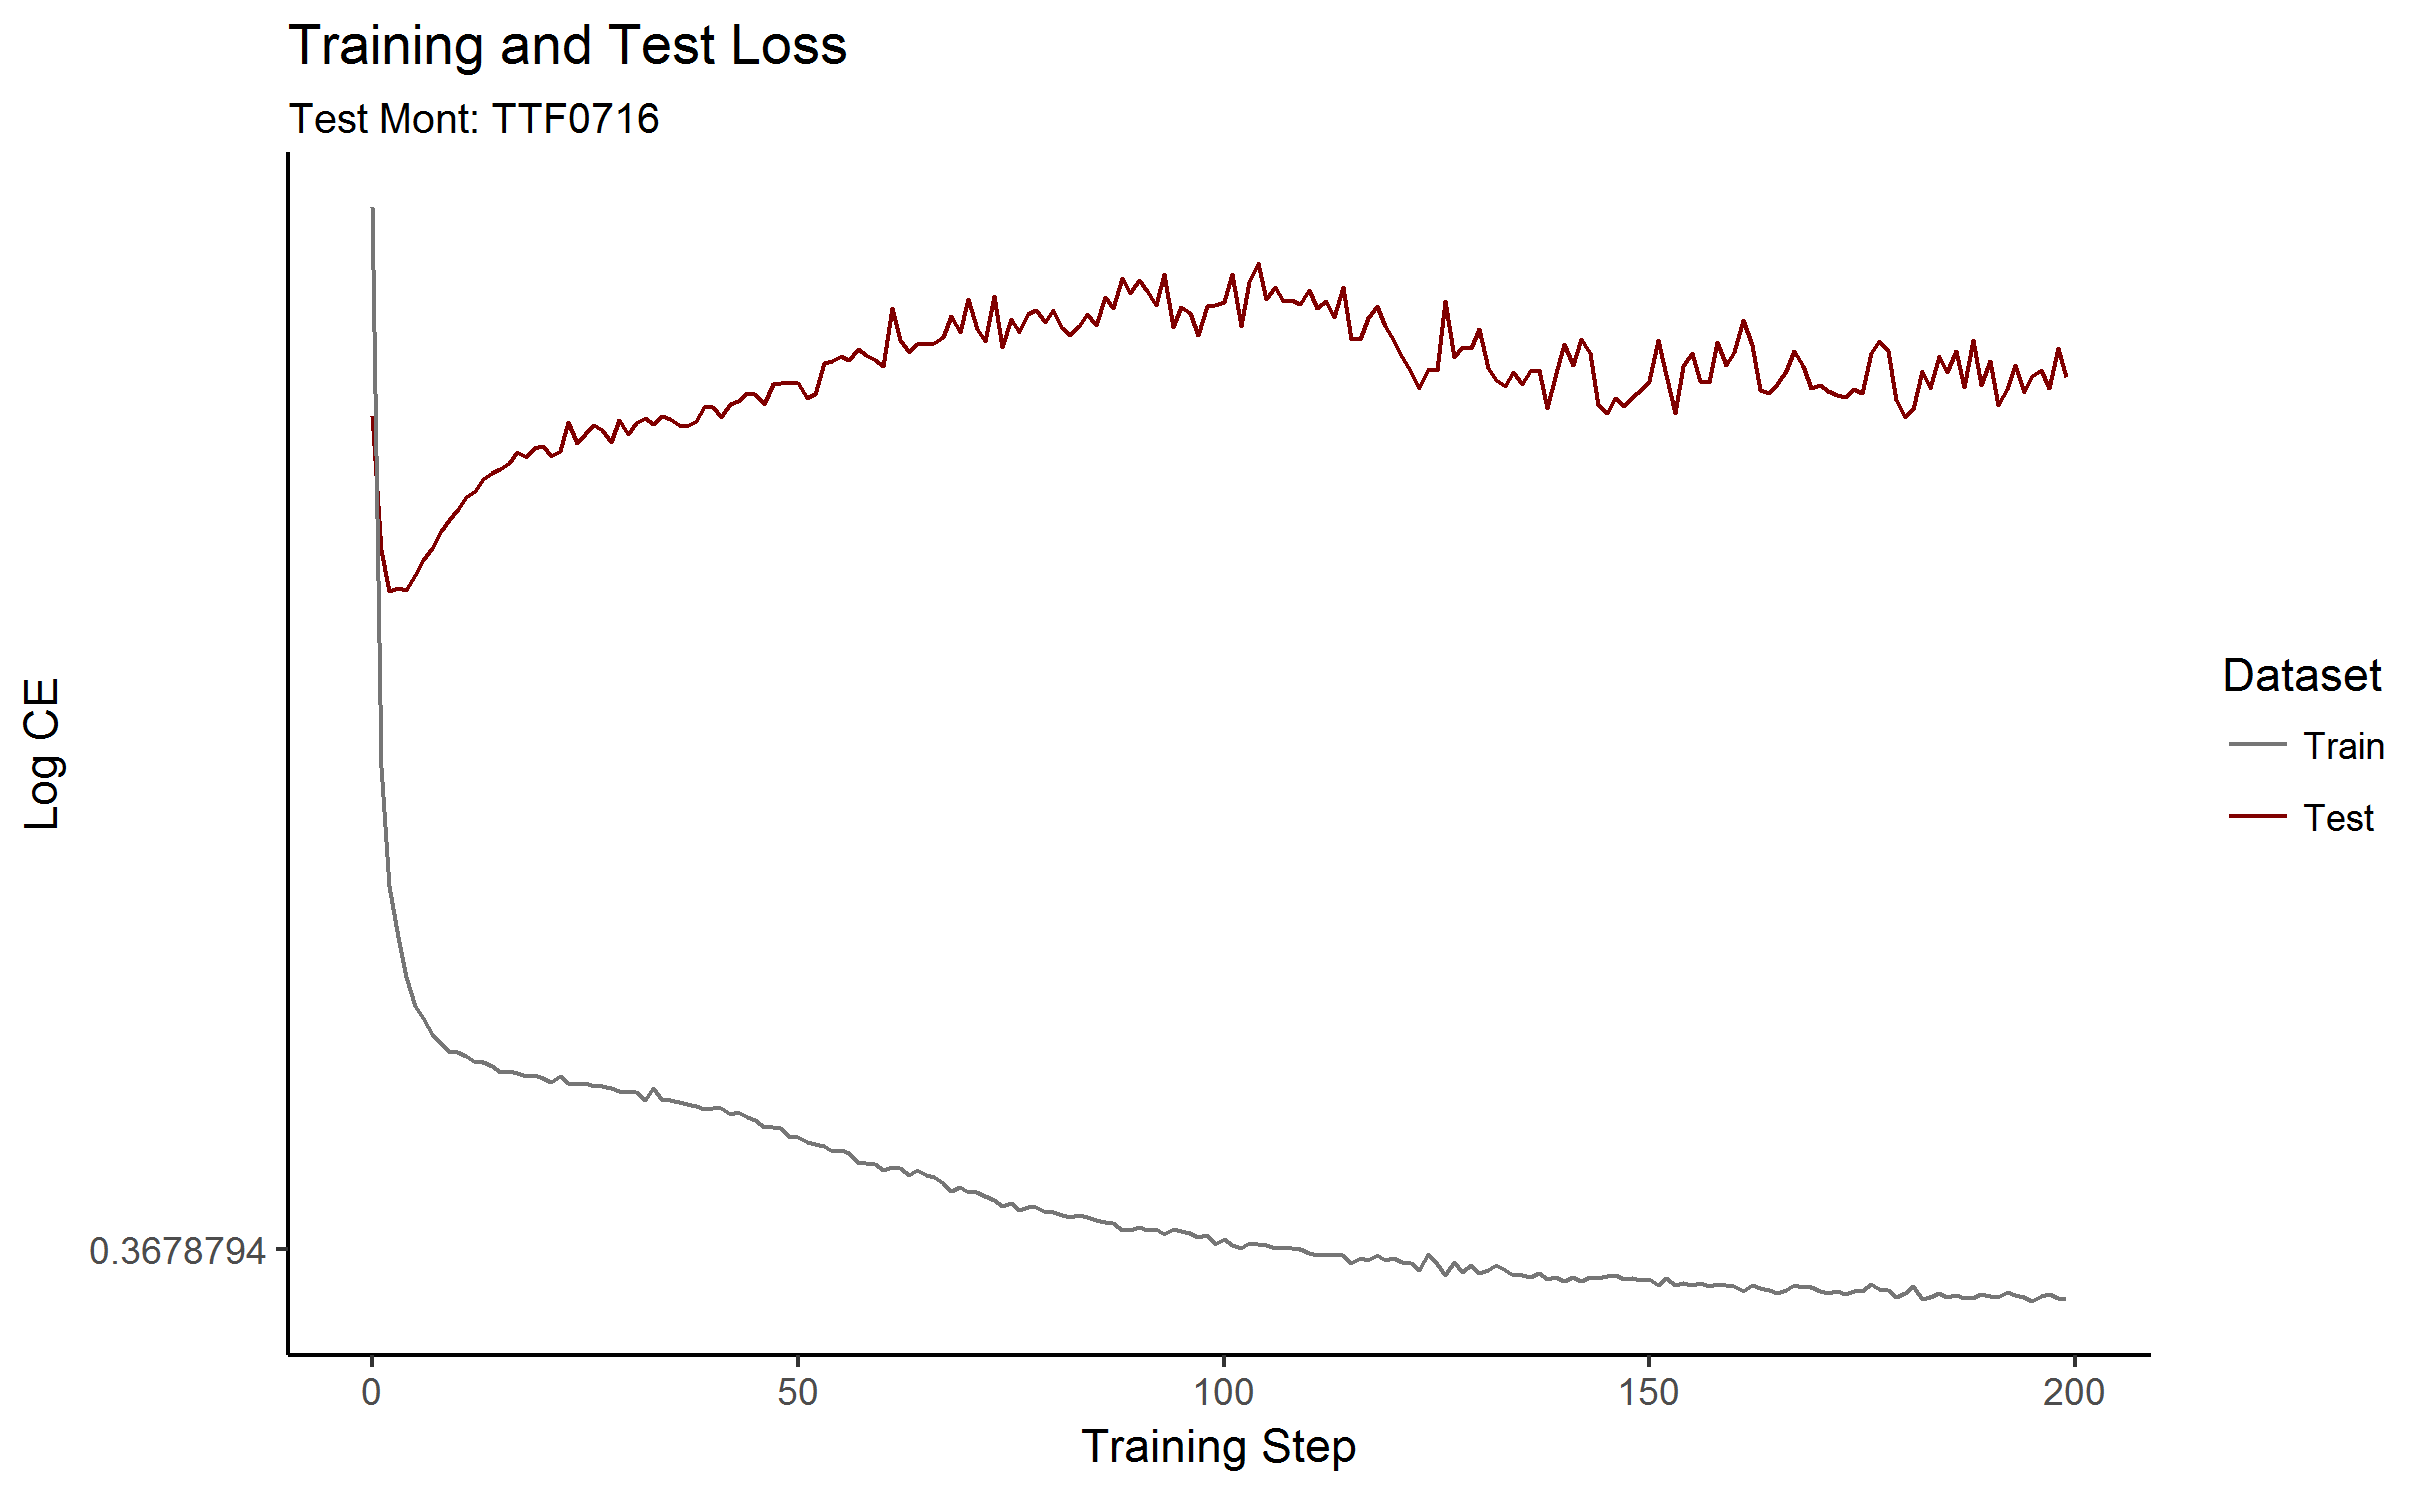 Training and Test Loss
Test Mont: TTF0716
Log CE
0.3678794
0 50 100 150 200
Training Step
Dataset
Train
Test